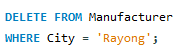 DELETE FROM Manufacturer
WHERE City = 'Rayong';